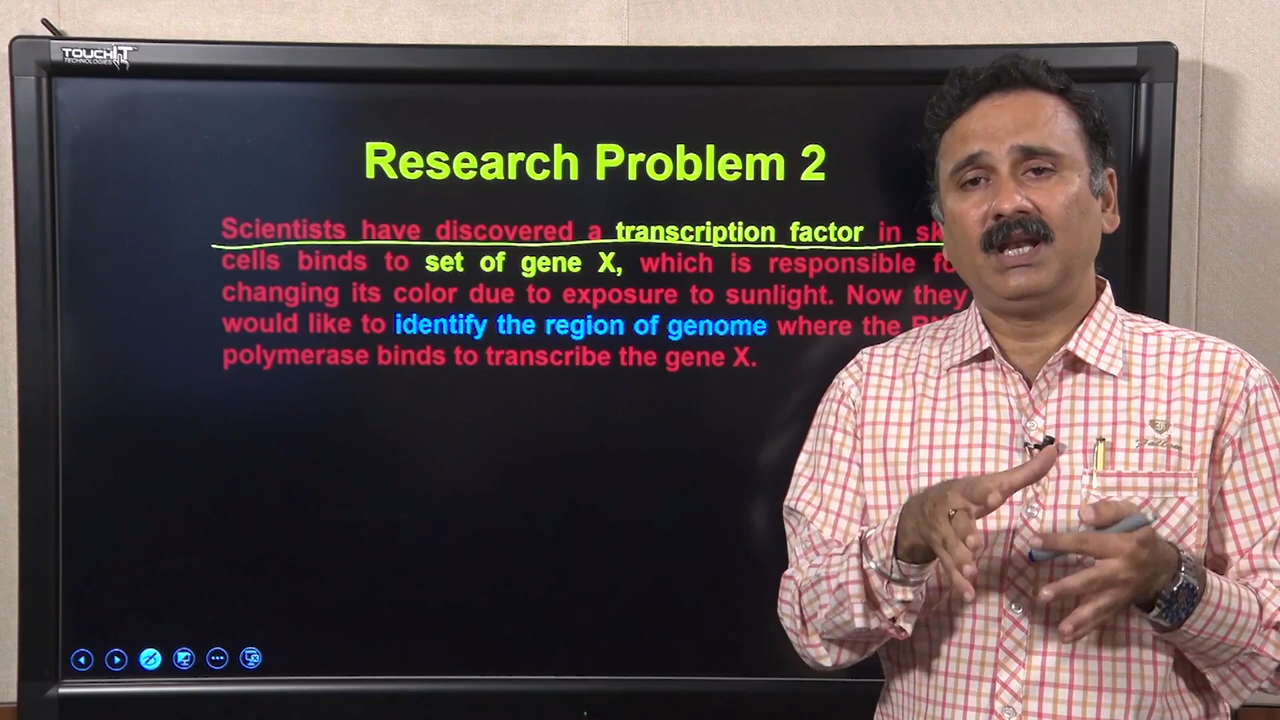 TOUCHIT
TECHNOLOGIES
Research Problem 2
Scientists have discovered a transcription factor in
cells binds to set of gene X, which is responsible
changing its color due to exposure to sunlight. Now they
would like to identify the region of genome where the
polymerase binds to transcribe the gene X.